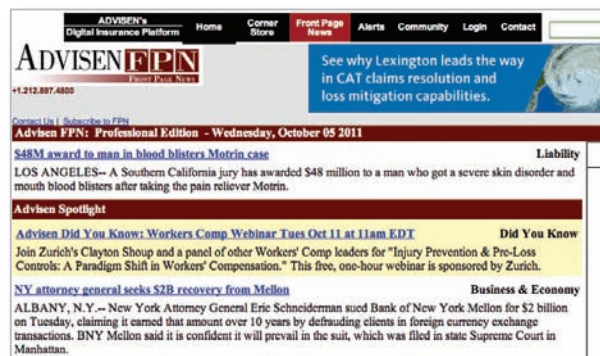 ADVISEN's
Digital Insurance Platform
Home
Corner
Store
Front Page
News
Alerts
Community
Login
Contact
ADVISEN FPN
FRONT PAGE NEWS
+1.212.897.4800
See why Lexington leads the way
in CAT claims resolution and
loss mitigation capabilities.
Contact Us | Subscribe to FPN
Advisen FPN: Professional Edition - Wednesday, October 05 2011
$48M award to man in blood blisters Motrin case
Liability
LOS ANGELES-- A Southern California jury has awarded $48 million to a man who got a severe skin disorder and
mouth blood blisters after taking the pain reliever Motrin.
Advisen Spotlight
Advisen Did You Know: Workers Comp Webinar Tues Oct 11 at 11am EDT
Did You Know
Join Zurich's Clayton Shoup and a panel of other Workers' Comp leaders for "Injury Prevention & Pre-Loss
Controls: A Paradigm Shift in Workers' Compensation." This free, one-hour webinar is sponsored by Zurich.
NY attorney general seeks $2B recovery from Mellon
Business & Economy
ALBANY, N.Y.-- New York Attorney General Eric Schneiderman sued Bank of New York Mellon for $2 billion
on Tuesday, claiming it earned that amount over 10 years by defrauding clients in foreign currency exchange
transactions. BNY Mellon said it is confident it will prevail in the suit, which was filed in state Supreme Court in
Manhattan.